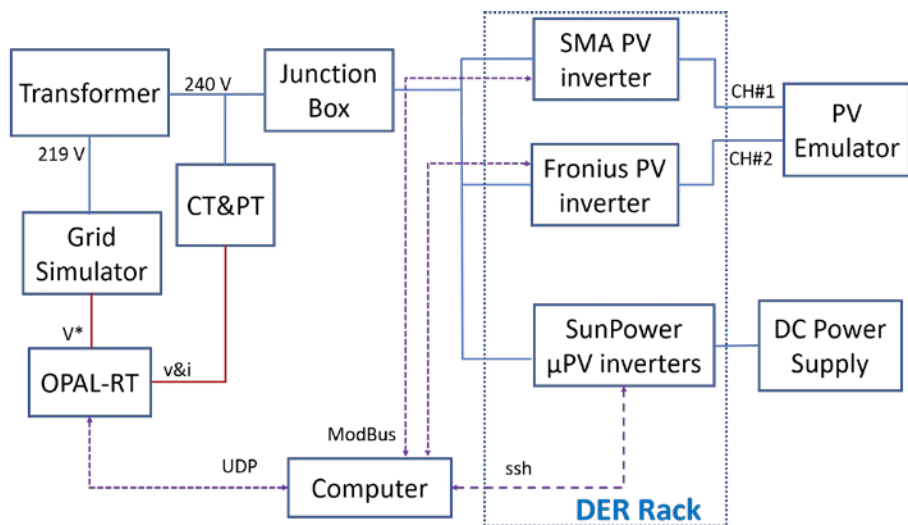 SMA PV
inverter
Transformer
240 V
Junction
Box
CH#1
PV
Emulator
219 V
CH#2
Fronius PV
inverter
CT&PT
Grid
Simulator
V*
SunPower
µPV inverters
DC Power
Supply
OPAL-RT
v&i
ModBus
UDP
Computer
ssh
DER Rack